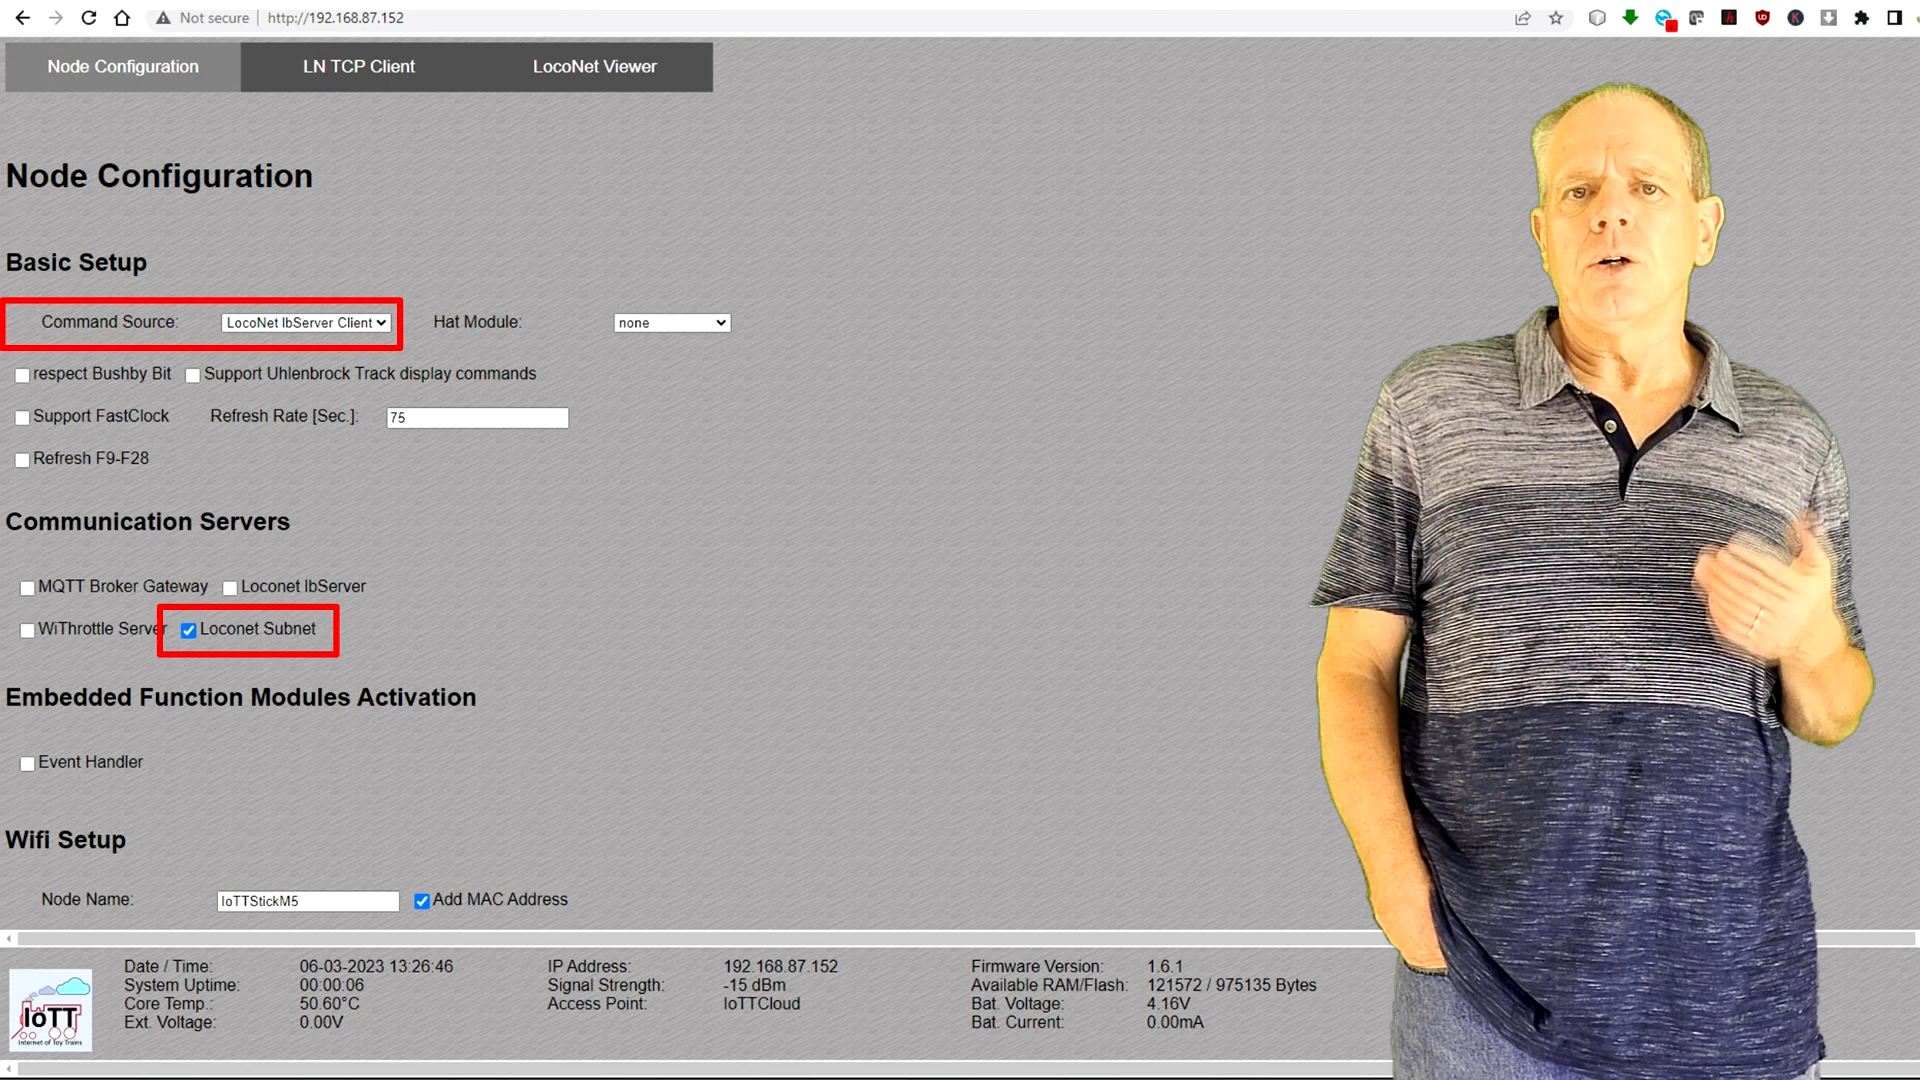 Not secure | http://192.168.87.152
Node Configuration LN TCP Client LocoNet Viewer
Node Configuration
Basic Setup
Command Source: LocoNet lbServer Client Hat Module: none
respect Bushby Bit Support Uhlenbrock Track display commands
Support FastClock Refresh Rate [Sec.]: 75
Refresh F9-F28
Communication Servers
MQTT Broker Gateway Loconet lbServer
WiThrottle Server Loconet Subnet
Embedded Function Modules Activation
Event Handler
Wifi Setup
Node Name: IoTTStickM5 Add MAC Address
Date / Time: 06-03-2023 13:26:46 IP Address: 192.168.87.152 Firmware Version: 1.6.1
System Uptime: 00:00:06 Signal Strength: -15 dBm Available RAM/Flash: 121572 / 975135 Bytes
Core Temp.: 50.60°C Access Point: IoTTCloud Bat. Voltage: 4.16V
Ext. Voltage: 0.00V Bat. Current: 0.00mA
IoTT
Internet of Toy Trains